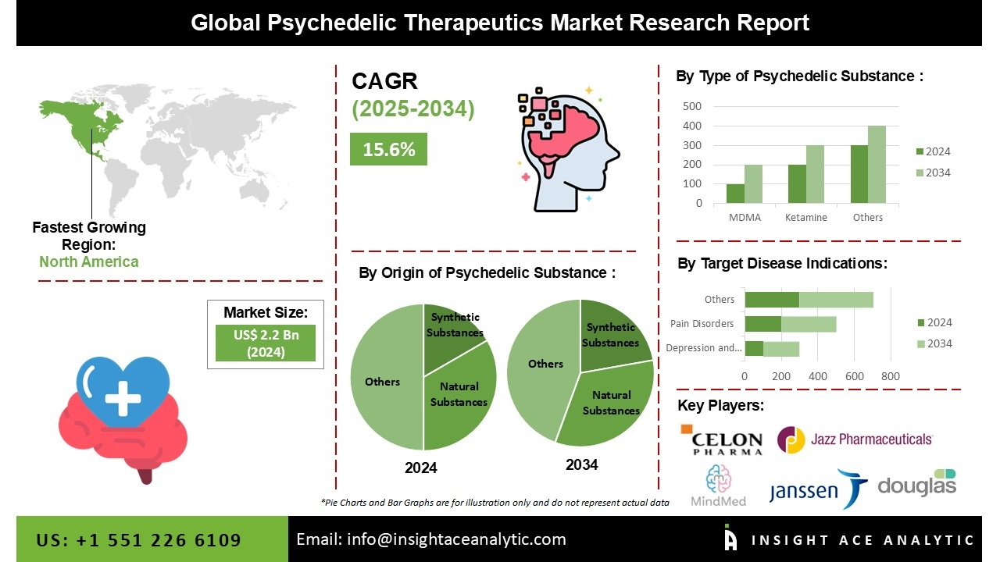 Global Psychedelic Therapeutics Market Research Report
Fastest Growing
Region:
North America
Market Size:
US$ 2.2 Bn
(2024)
CAGR
(2025-2034)
15.6%
By Origin of Psychedelic Substance :
Synthetic
Substances
Natural
Substances
Others
2024
Synthetic
Substances
Natural
Substances
Others
2034
By Type of Psychedelic Substance :
500
400
300
200
100
0
MDMA
Ketamine
Others
2024
2034
By Target Disease Indications:
Others
Pain Disorders
Depression and...
0 200 400 600 800
2024
2034
Key Players:
CELON
PHARMA
Jazz Pharmaceuticals
MindMed
janssen
douglas
*Pie Charts and Bar Graphs are for illustration only and do not represent actual data
US: +1 551 226 6109
Email: info@insightaceanalytic.com
INSIGHT ACE ANALYTIC